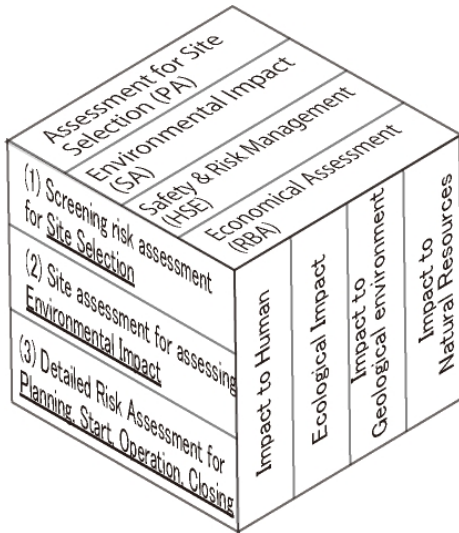 Assessment for Site
Selection (PA)
Environmental Impact
(SA)
Safety & Risk Management
(HSE)
Economical Assessment
(RBA)
(1) Screening risk assessment
for Site Selection
(2) Site assessment for assessing
Environmental Impact
(3) Detailed Risk Assessment for
Planning, Start, Operation, Closing
Impact to Human
Ecological Impact
Impact to
Geological environment
Impact to
Natural Resources